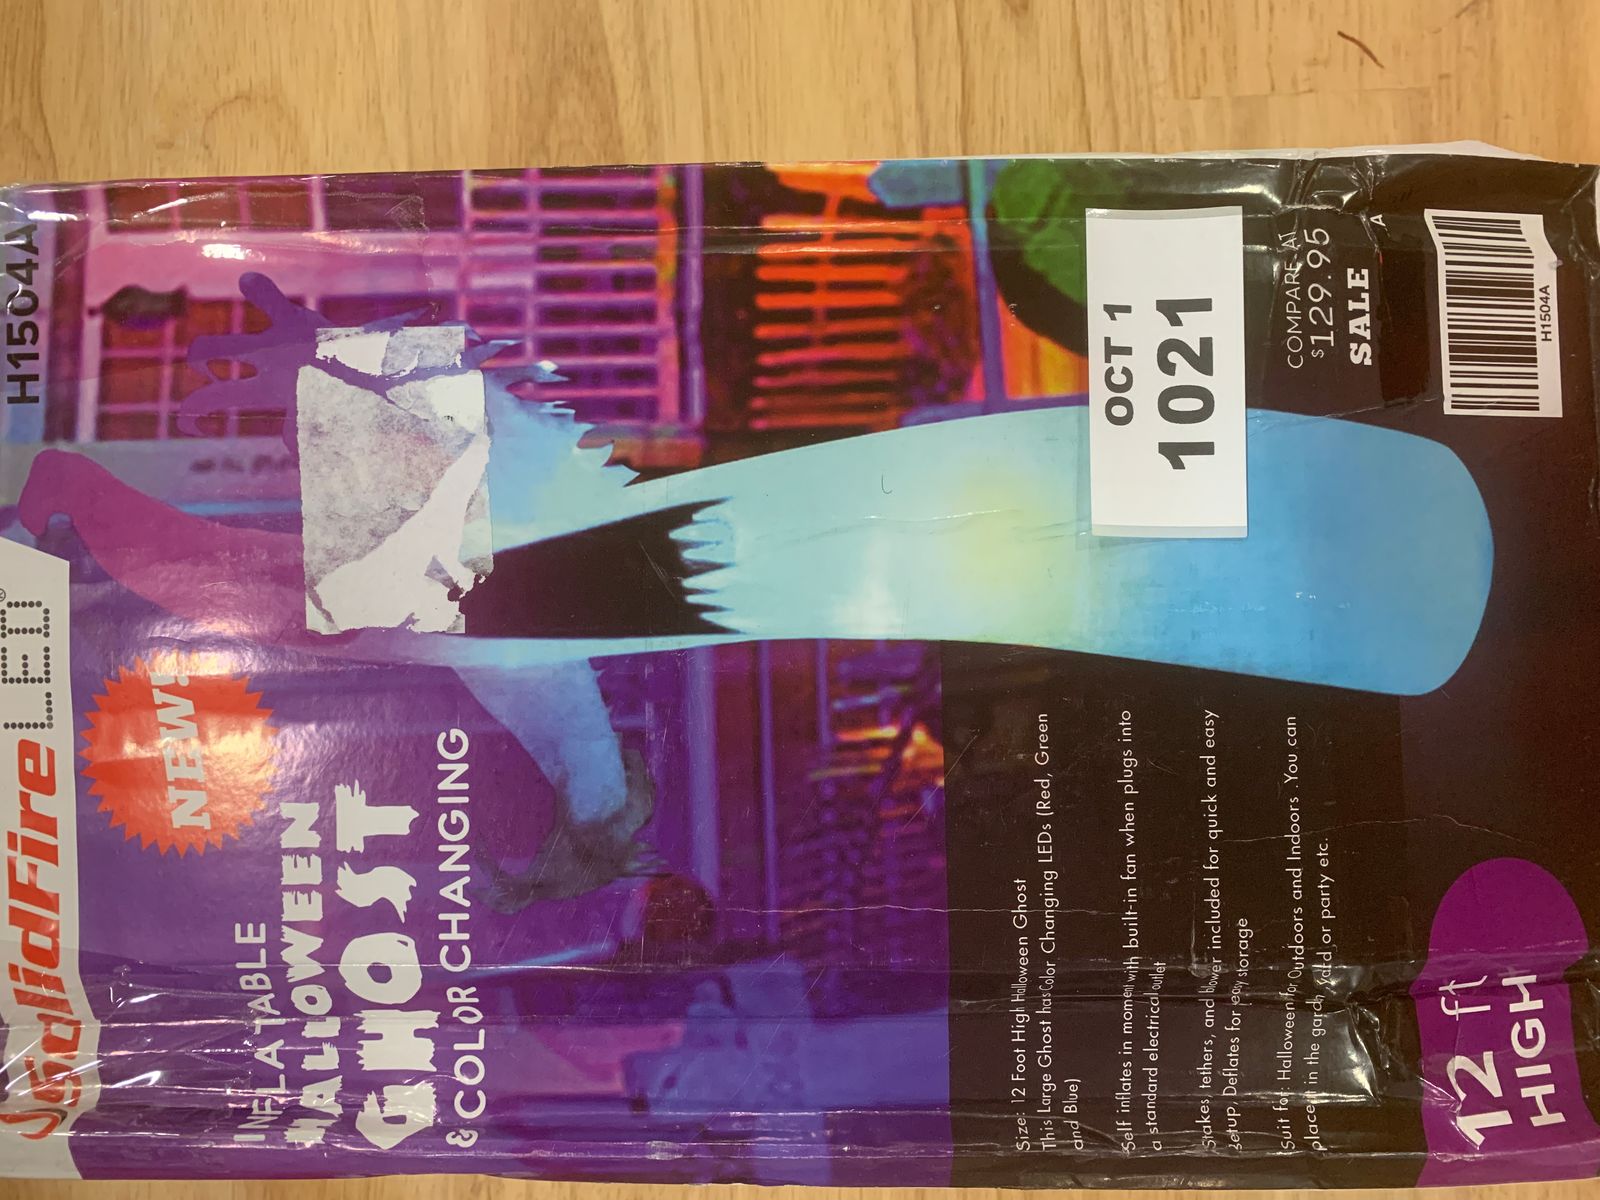 SolidFire LED®
H1504A
NEW!
INFLATABLE
HALLOWEEN
GHOST
& COLOR CHANGING
Size: 12 Foot High Halloween Ghost
This Large Ghost has Color Changing LEDs (Red, Green
and Blue)
Self inflates in moment with built-in fan when plugs into
a standard electrical outlet
Stakes, tethers, and blower included for quick and easy
setup. Deflates for easy storage
Suit for: Halloween for Outdoors and Indoors . You can
place it in the garden, yard or party etc.
OCT 1
1021
COMPARE AT
$129.95
SALE
A
H1504A
12 ft
HIGH